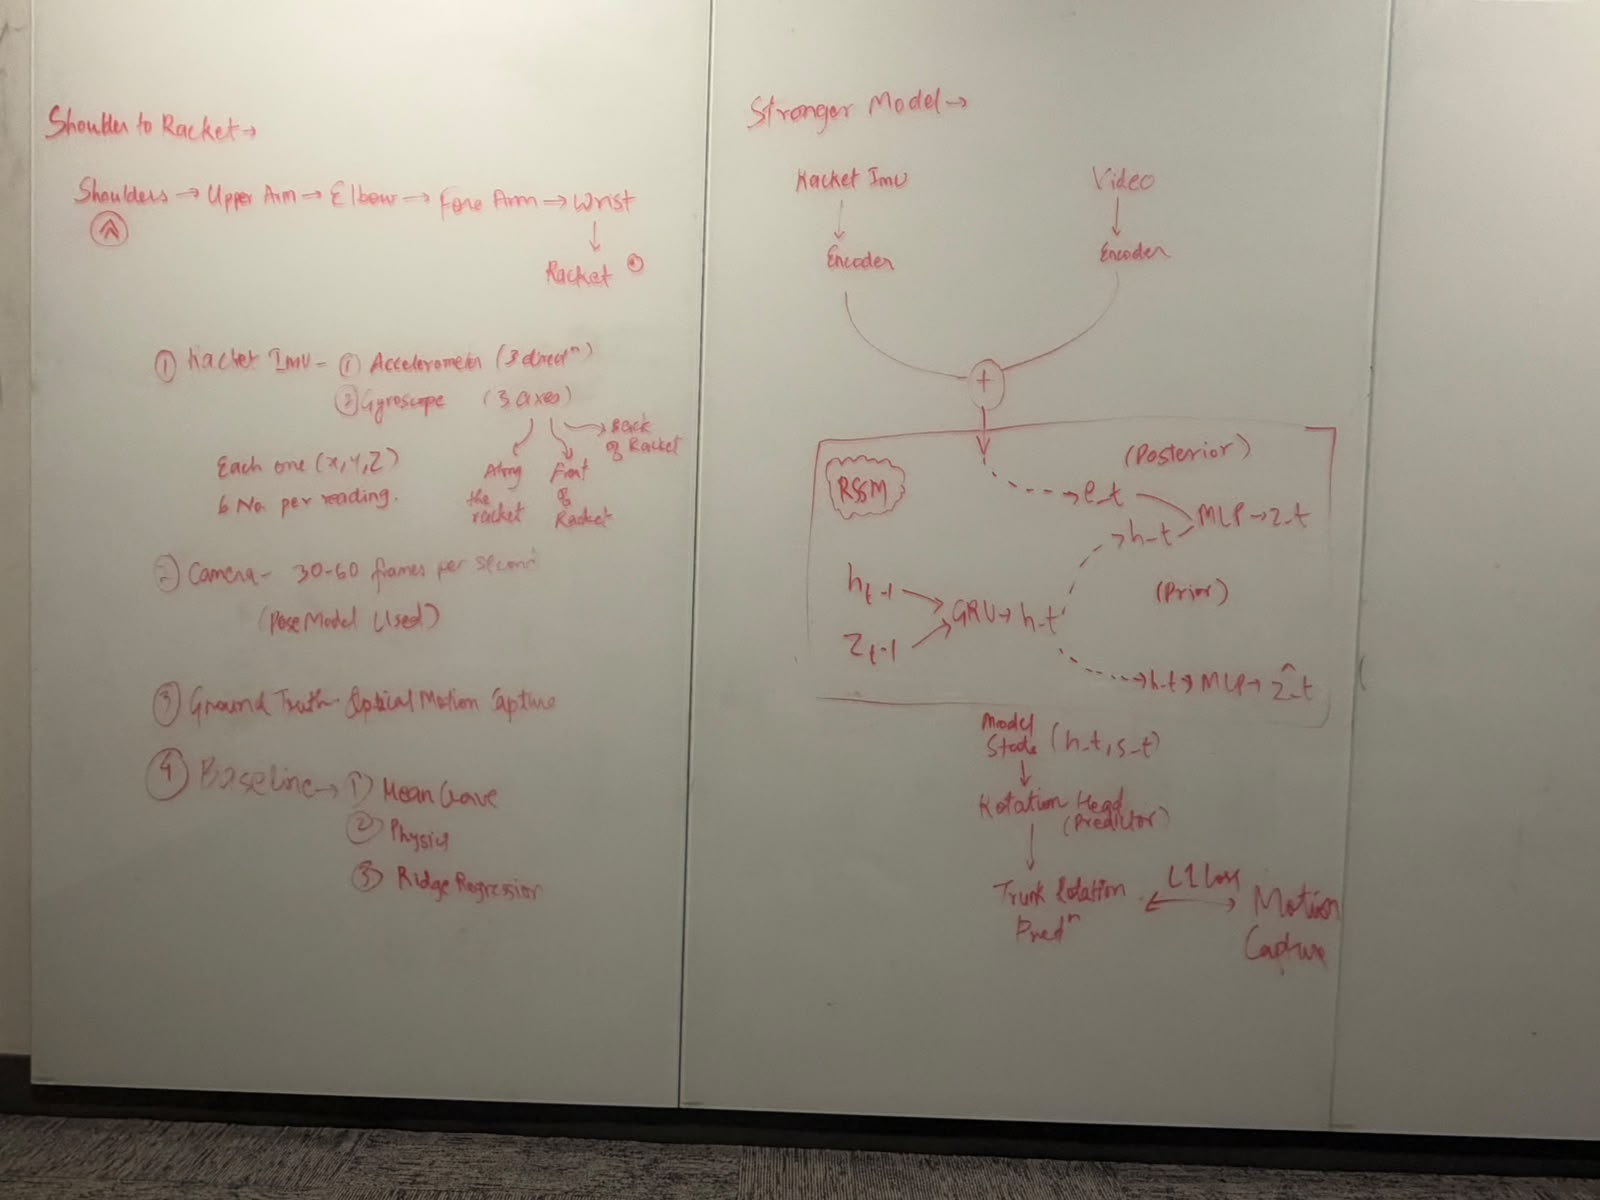 Shoulder to Racket→
Shoulders → Upper Arm → Elbow → Fore Arm → Wrist
↓
Racket
① Racket Imu - ① Accelerometer (3 directⁿ)
② Gyroscope (3 axes)
Back
of Racket
Along
the
racket
Front
of
Racket
Each one (x,Y,Z)
6 No. per reading.
② Camera - 30-60 frames per second
(Pose Model Used)
③ Ground Truth - Optical Motion Capture
④ Baseline → ① Mean Curve
② Physics
③ Ridge Regression
Stronger Model →
Racket Imu
↓
Encoder
Video
↓
Encoder
+
RSSM
(Posterior)
e_t
h_t
MLP → z_t
(Prior)
h_t-1
z_t-1
GRU → h_t
h_t → MLP → ẑ_t
Model
State (h_t, s_t)
↓
Rotation Head
(Predictor)
↓
Trunk Rotation
Predⁿ
L1 Loss
Motion
Capture